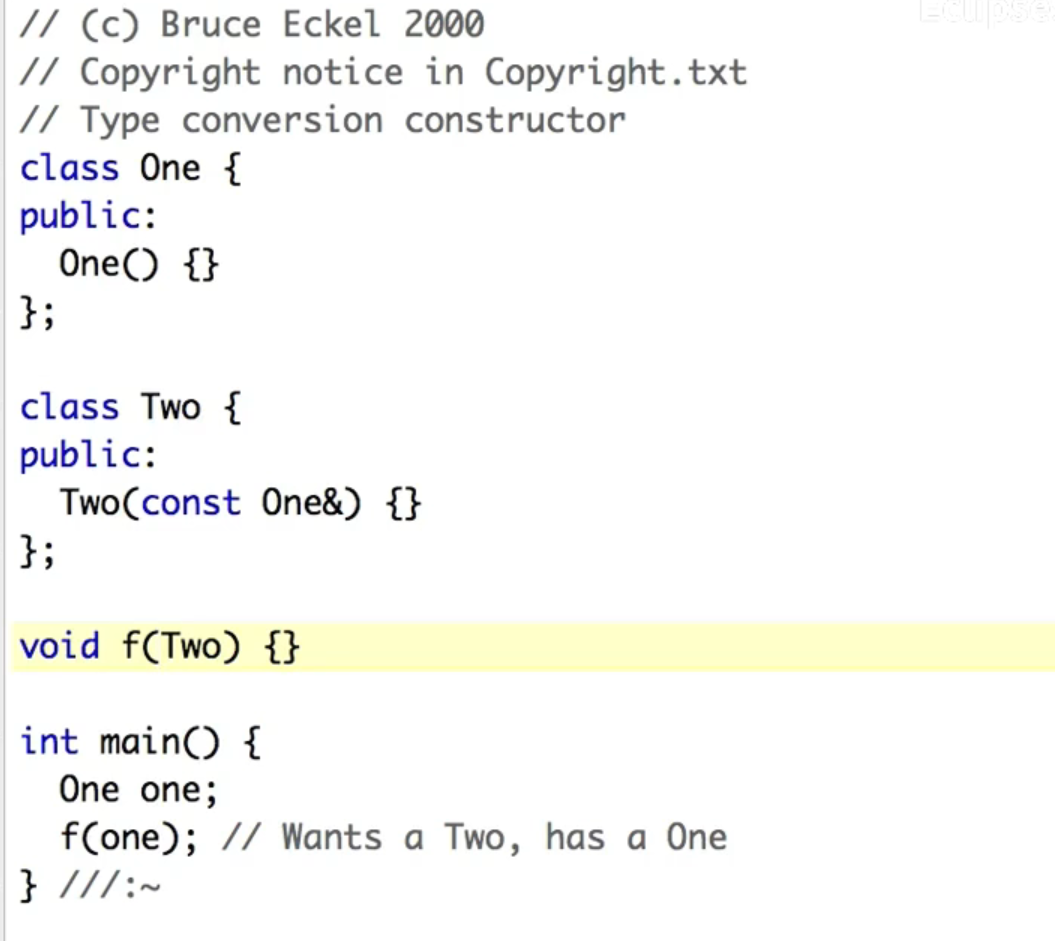 Eclipse
// (c) Bruce Eckel 2000
// Copyright notice in Copyright.txt
// Type conversion constructor
class One {
public:
  One() {}
};

class Two {
public:
  Two(const One&) {}
};

void f(Two) {}

int main() {
  One one;
  f(one); // Wants a Two, has a One
} ///:~